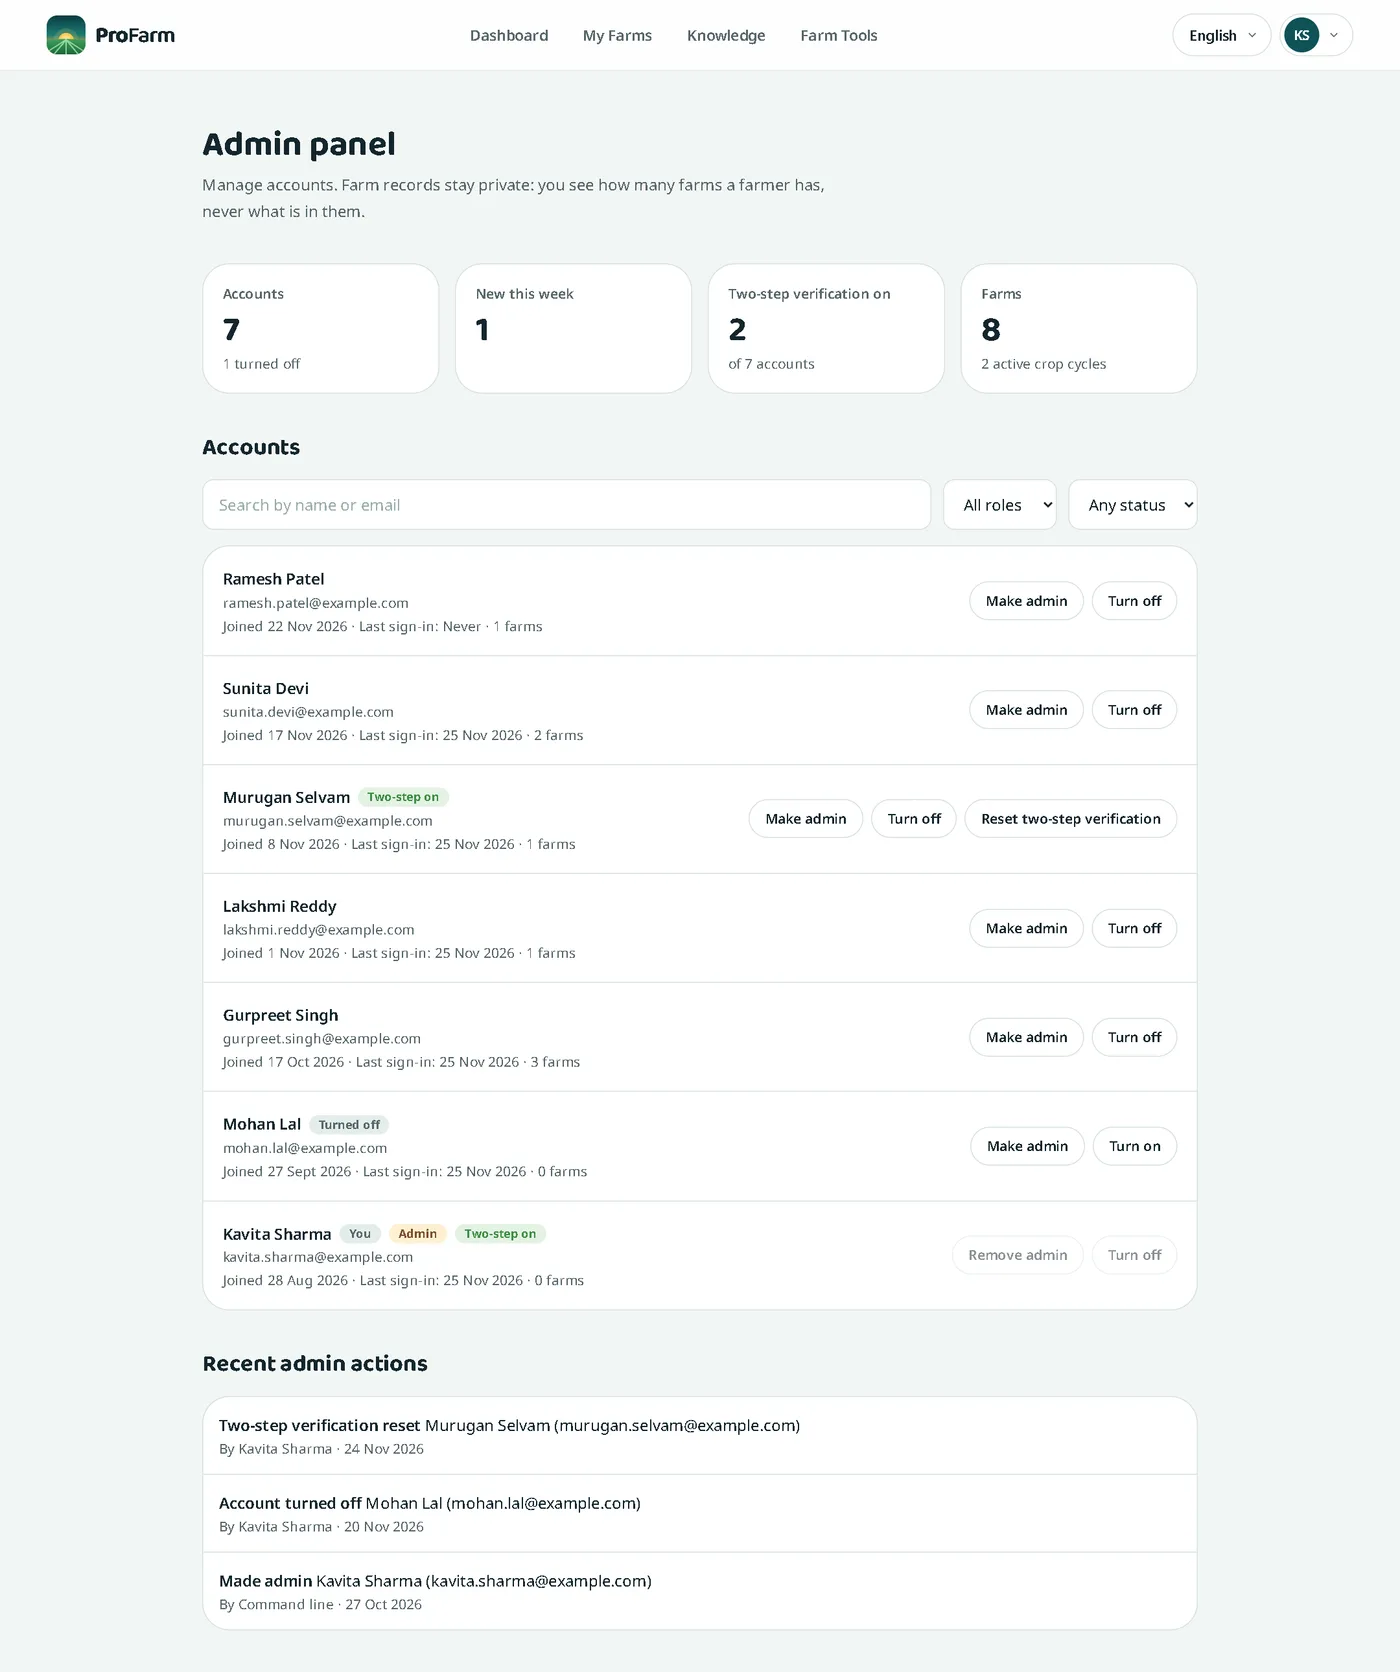 ProFarm
Dashboard
My Farms
Knowledge
Farm Tools
English
KS
Admin panel
Manage accounts. Farm records stay private: you see how many farms a farmer has,
never what is in them.
Accounts
7
1 turned off
New this week
1
Two-step verification on
2
of 7 accounts
Farms
8
2 active crop cycles
Accounts
Search by name or email
All roles
Any status
Ramesh Patel
ramesh.patel@example.com
Joined 22 Nov 2026 · Last sign-in: Never · 1 farms
Make admin
Turn off
Sunita Devi
sunita.devi@example.com
Joined 17 Nov 2026 · Last sign-in: 25 Nov 2026 · 2 farms
Make admin
Turn off
Murugan Selvam Two-step on
murugan.selvam@example.com
Joined 8 Nov 2026 · Last sign-in: 25 Nov 2026 · 1 farms
Make admin
Turn off
Reset two-step verification
Lakshmi Reddy
lakshmi.reddy@example.com
Joined 1 Nov 2026 · Last sign-in: 25 Nov 2026 · 1 farms
Make admin
Turn off
Gurpreet Singh
gurpreet.singh@example.com
Joined 17 Oct 2026 · Last sign-in: 25 Nov 2026 · 3 farms
Make admin
Turn off
Mohan Lal Turned off
mohan.lal@example.com
Joined 27 Sept 2026 · Last sign-in: 25 Nov 2026 · 0 farms
Make admin
Turn on
Kavita Sharma You Admin Two-step on
kavita.sharma@example.com
Joined 28 Aug 2026 · Last sign-in: 25 Nov 2026 · 0 farms
Remove admin
Turn off
Recent admin actions
Two-step verification reset Murugan Selvam (murugan.selvam@example.com)
By Kavita Sharma · 24 Nov 2026
Account turned off Mohan Lal (mohan.lal@example.com)
By Kavita Sharma · 20 Nov 2026
Made admin Kavita Sharma (kavita.sharma@example.com)
By Command line · 27 Oct 2026